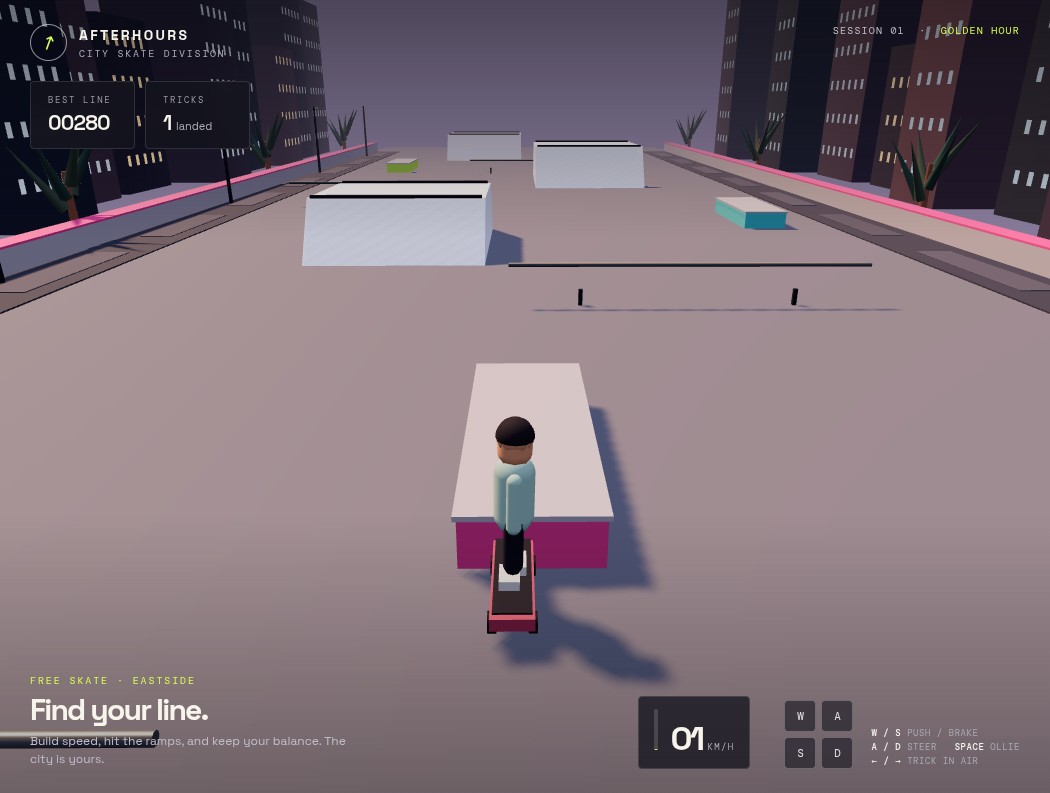 AFTERHOURS
CITY SKATE DIVISION
SESSION 01 · GOLDEN HOUR
BEST LINE
00280
TRICKS
1 landed
FREE SKATE · EASTSIDE
Find your line.
Build speed, hit the ramps, and keep your balance. The
city is yours.
01 KM/H
W A
S D
W / S PUSH / BRAKE
A / D STEER SPACE OLLIE
← / → TRICK IN AIR